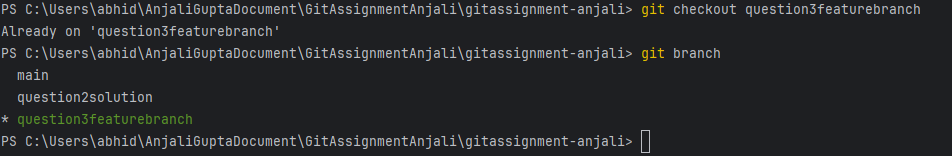 PS C:\Users\abhid\AnjaliGuptaDocument\GitAssignmentAnjali\gitassignment-anjali> git checkout question3featurebranch
Already on 'question3featurebranch'
PS C:\Users\abhid\AnjaliGuptaDocument\GitAssignmentAnjali\gitassignment-anjali> git branch
  main
  question2solution
* question3featurebranch
PS C:\Users\abhid\AnjaliGuptaDocument\GitAssignmentAnjali\gitassignment-anjali>